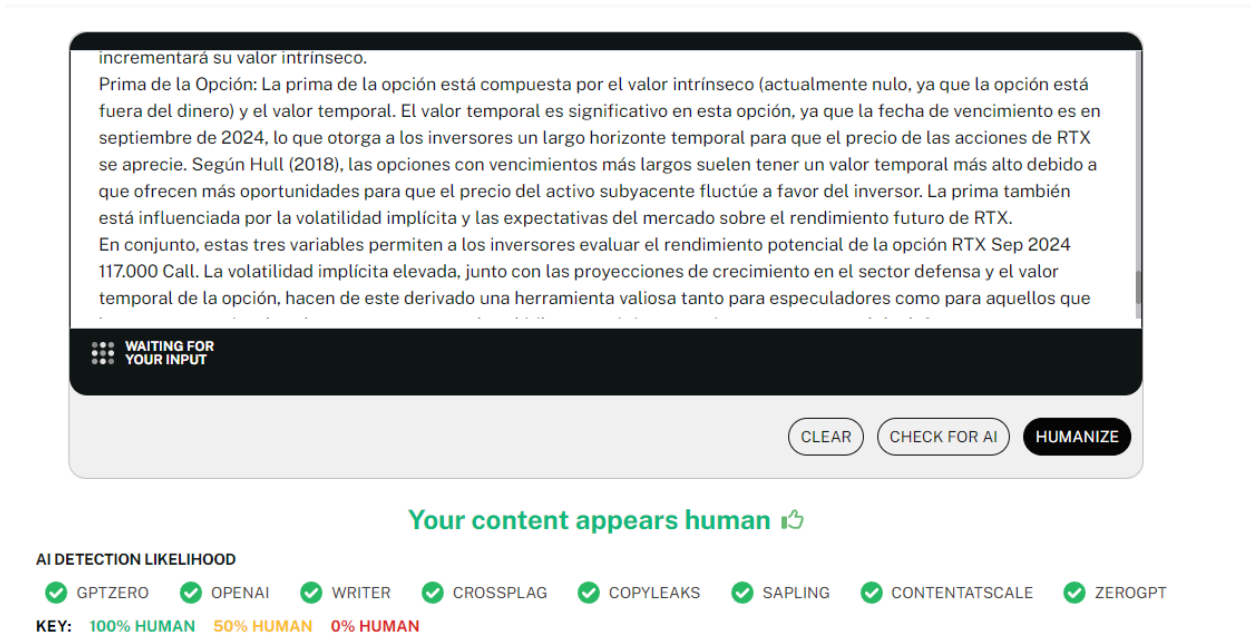 incrementará su valor intrínseco.
Prima de la Opción: La prima de la opción está compuesta por el valor intrínseco (actualmente nulo, ya que la opción está
fuera del dinero) y el valor temporal. El valor temporal es significativo en esta opción, ya que la fecha de vencimiento es en
septiembre de 2024, lo que otorga a los inversores un largo horizonte temporal para que el precio de las acciones de RTX
se aprecie. Según Hull (2018), las opciones con vencimientos más largos suelen tener un valor temporal más alto debido a
que ofrecen más oportunidades para que el precio del activo subyacente fluctúe a favor del inversor. La prima también
está influenciada por la volatilidad implícita y las expectativas del mercado sobre el rendimiento futuro de RTX.
En conjunto, estas tres variables permiten a los inversores evaluar el rendimiento potencial de la opción RTX Sep 2024
117.000 Call. La volatilidad implícita elevada, junto con las proyecciones de crecimiento en el sector defensa y el valor
temporal de la opción, hacen de este derivado una herramienta valiosa tanto para especuladores como para aquellos que
WAITING FOR
YOUR INPUT
CLEAR CHECK FOR AI HUMANIZE
Your content appears human
AI DETECTION LIKELIHOOD
GPTZERO OPENAI WRITER CROSSPLAG COPYLEAKS SAPLING CONTENTATSCALE ZEROGPT
KEY: 100% HUMAN 50% HUMAN 0% HUMAN